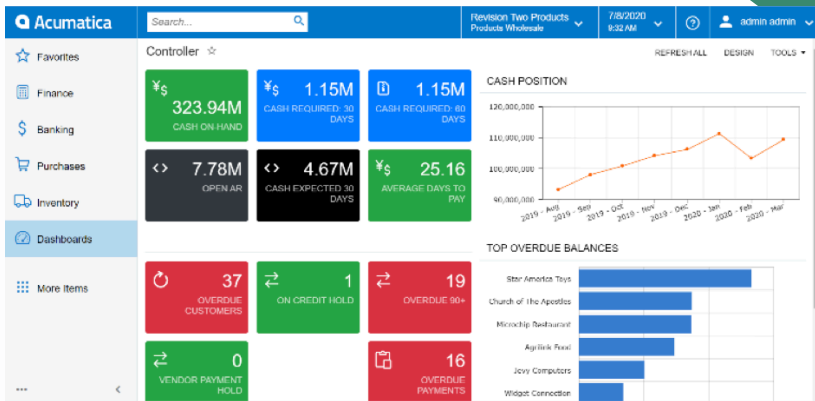 Acumatica
Search...
Revision Two Products
Products Wholesale
7/8/2020
9:32 AM
admin admin
Favorites
Finance
Banking
Purchases
Inventory
Dashboards
More Items
Controller
REFRESH ALL
DESIGN
TOOLS
¥$
323.94M
CASH ON HAND
¥$
1.15M
CASH REQUIRED: 30
DAYS
1.15M
CASH REQUIRED: 60
DAYS
7.78M
OPEN AR
4.67M
CASH EXPECTED 30
DAYS
¥$
25.16
AVERAGE DAYS TO
PAY
37
OVERDUE
CUSTOMERS
1
ON CREDIT HOLD
19
OVERDUE 90+
0
VENDOR PAYMENT
HOLD
16
OVERDUE
PAYMENTS
CASH POSITION
120,000,000
110,000,000
100,000,000
90,000,000
2019 - Aug
2019 - Sep
2019 - Oct
2019 - Nov
2019 - Dec
2020 - Jan
2020 - Feb
2020 - Mar
TOP OVERDUE BALANCES
Star America Toys
Church of The Apostles
Microchip Restaurant
Agrilink Food
Jevy Computers
Widget Connection